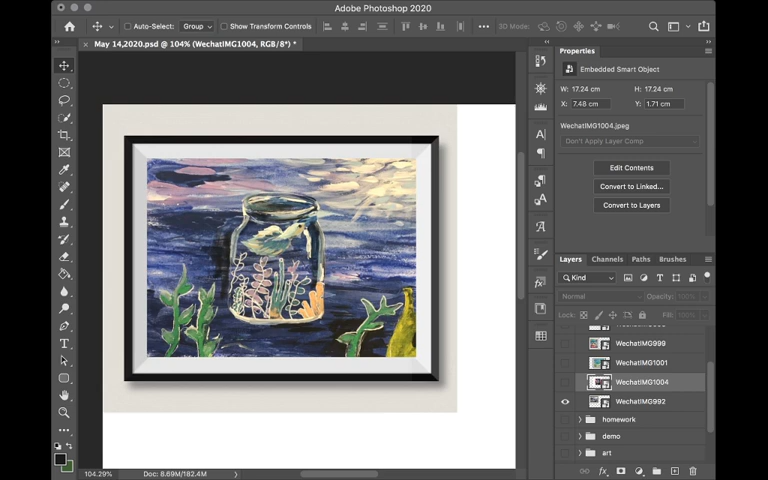 Adobe Photoshop 2020
Auto-Select: Group Show Transform Controls 3D Mode:
May 14,2020.psd @ 104% (WechatIMG1004, RGB/8*) *
Properties
Embedded Smart Object
W: 17.24 cm H: 17.24 cm
X: 7.48 cm Y: 1.71 cm
WechatIMG1004.jpeg
Don't Apply Layer Comp
Edit Contents
Convert to Linked...
Convert to Layers
Layers Channels Paths Brushes
Kind
Normal Opacity: 100%
Lock: Fill: 100%
WechatIMG999
WechatIMG1001
WechatIMG1004
WechatIMG992
homework
demo
art
104.29% Doc: 8.69M/182.4M